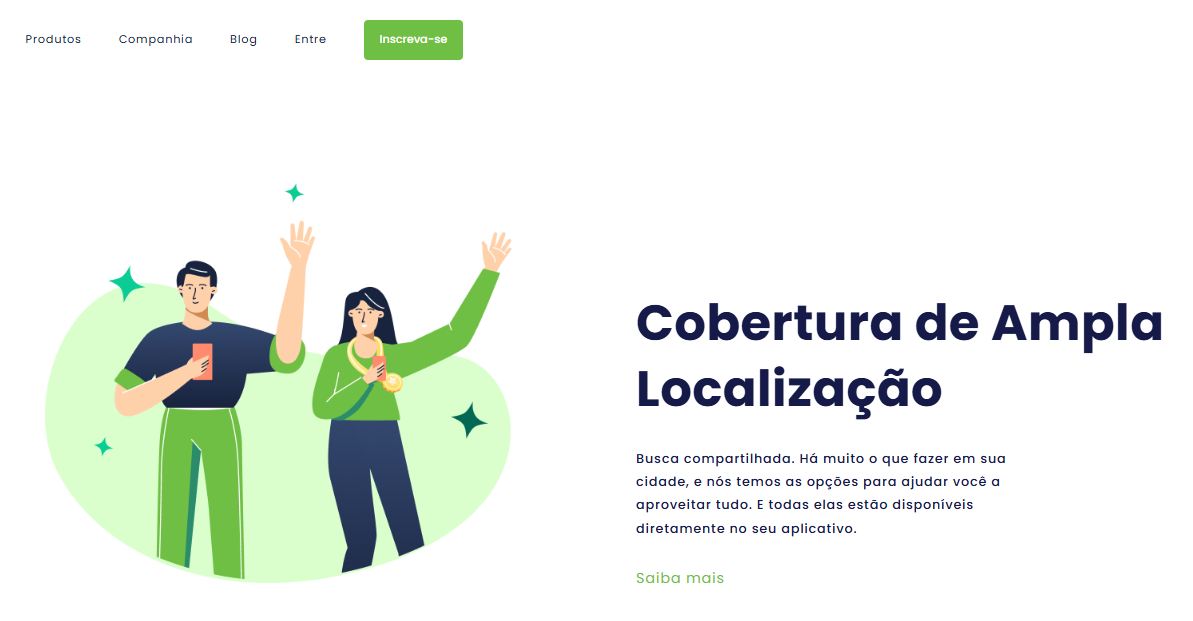 Produtos Companhia Blog Entre Inscreva-se
Cobertura de Ampla
Localização
Busca compartilhada. Há muito o que fazer em sua
cidade, e nós temos as opções para ajudar você a
aproveitar tudo. E todas elas estão disponíveis
diretamente no seu aplicativo.
Saiba mais